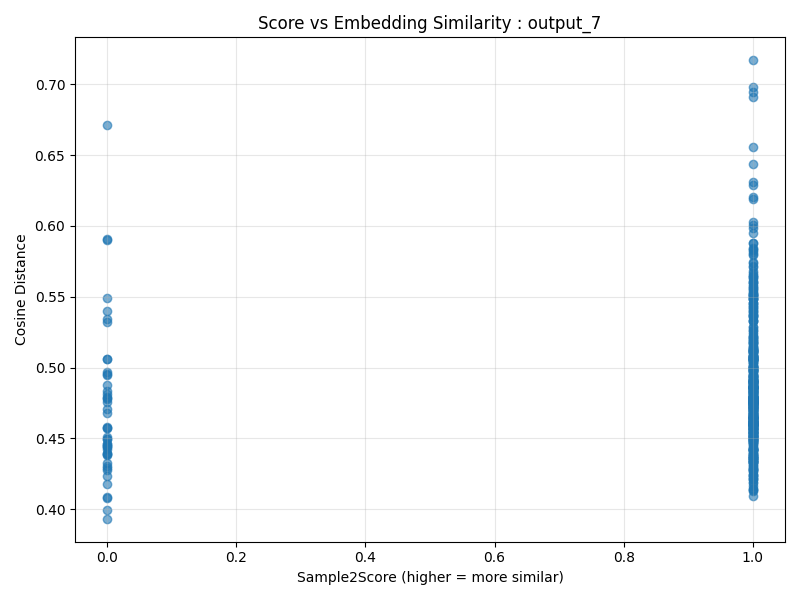 Score vs Embedding Similarity : output_7
Cosine Distance
0.70
0.65
0.60
0.55
0.50
0.45
0.40
0.0 0.2 0.4 0.6 0.8 1.0
Sample2Score (higher = more similar)